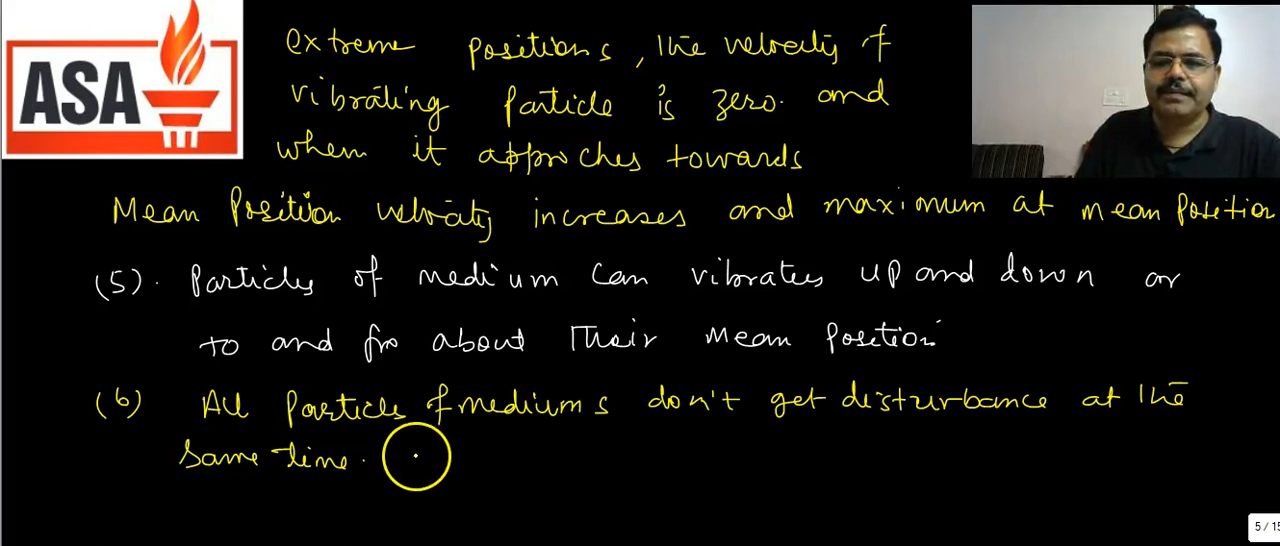 ASA
extreme positions, the velocity of
vibrating particle is zero. and
when it approches towards
Mean Position velocity increases and maximum at mean position
(5). Particles of medium can vibrates up and down or
to and fro about Their Mean Position
(6) All particles of mediums don't get disturbance at the
same time.
5 / 15